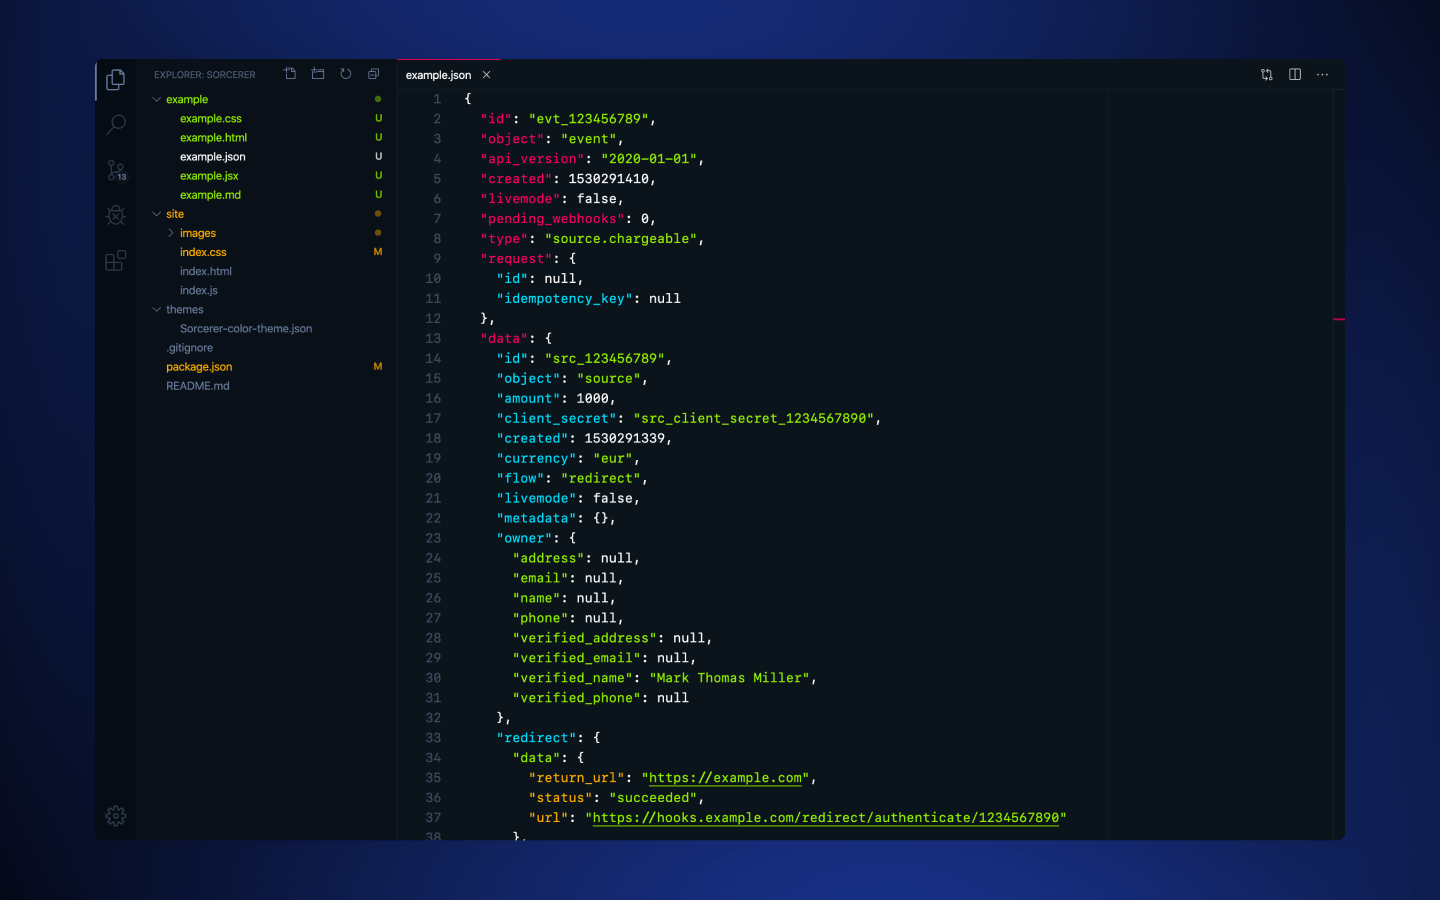 EXPLORER: SORCERER
example
example.css U
example.html U
example.json U
example.jsx U
example.md U
site
images
index.css M
index.html
index.js
themes
Sorcerer-color-theme.json
.gitignore
package.json M
README.md
13
example.json
1 {
2 "id": "evt_123456789",
3 "object": "event",
4 "api_version": "2020-01-01",
5 "created": 1530291410,
6 "livemode": false,
7 "pending_webhooks": 0,
8 "type": "source.chargeable",
9 "request": {
10 "id": null,
11 "idempotency_key": null
12 },
13 "data": {
14 "id": "src_123456789",
15 "object": "source",
16 "amount": 1000,
17 "client_secret": "src_client_secret_1234567890",
18 "created": 1530291339,
19 "currency": "eur",
20 "flow": "redirect",
21 "livemode": false,
22 "metadata": {},
23 "owner": {
24 "address": null,
25 "email": null,
26 "name": null,
27 "phone": null,
28 "verified_address": null,
29 "verified_email": null,
30 "verified_name": "Mark Thomas Miller",
31 "verified_phone": null
32 },
33 "redirect": {
34 "data": {
35 "return_url": "https://example.com",
36 "status": "succeeded",
37 "url": "https://hooks.example.com/redirect/authenticate/1234567890"
38 },